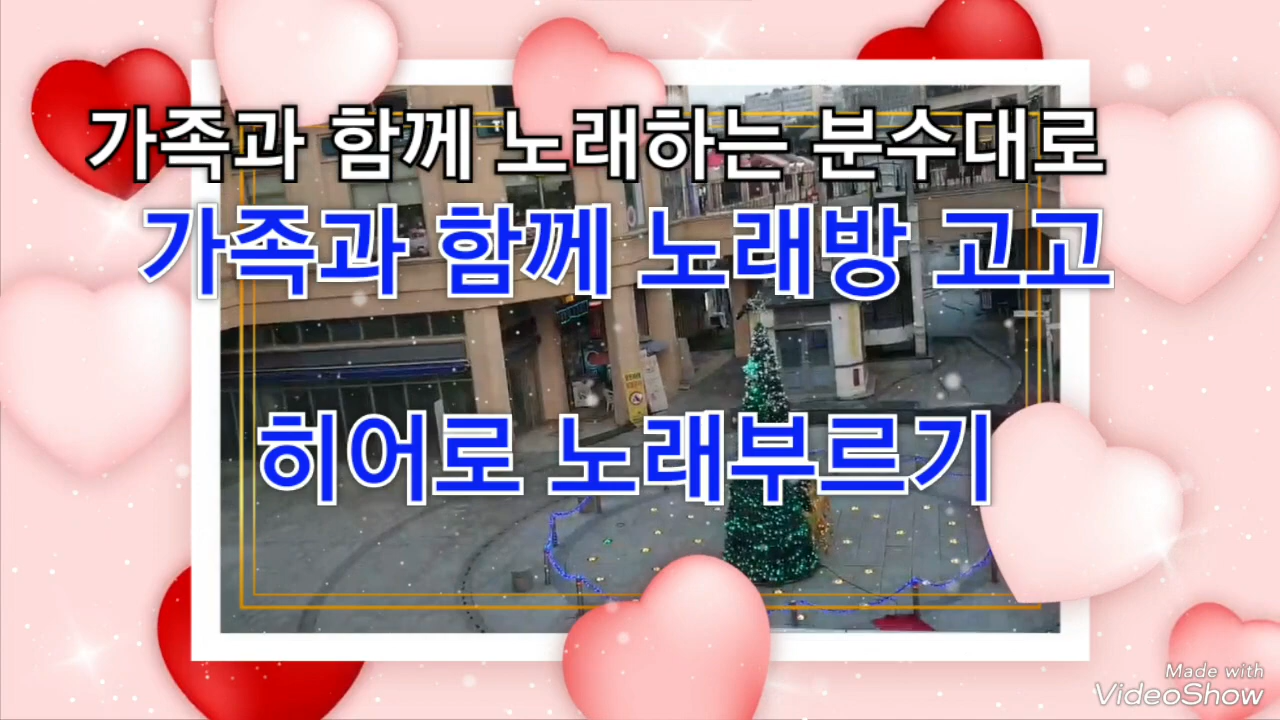 가족과 함께 노래하는 분수대로
가족과 함께 노래방 고고
히어로 노래부르기
Made with
VideoShow